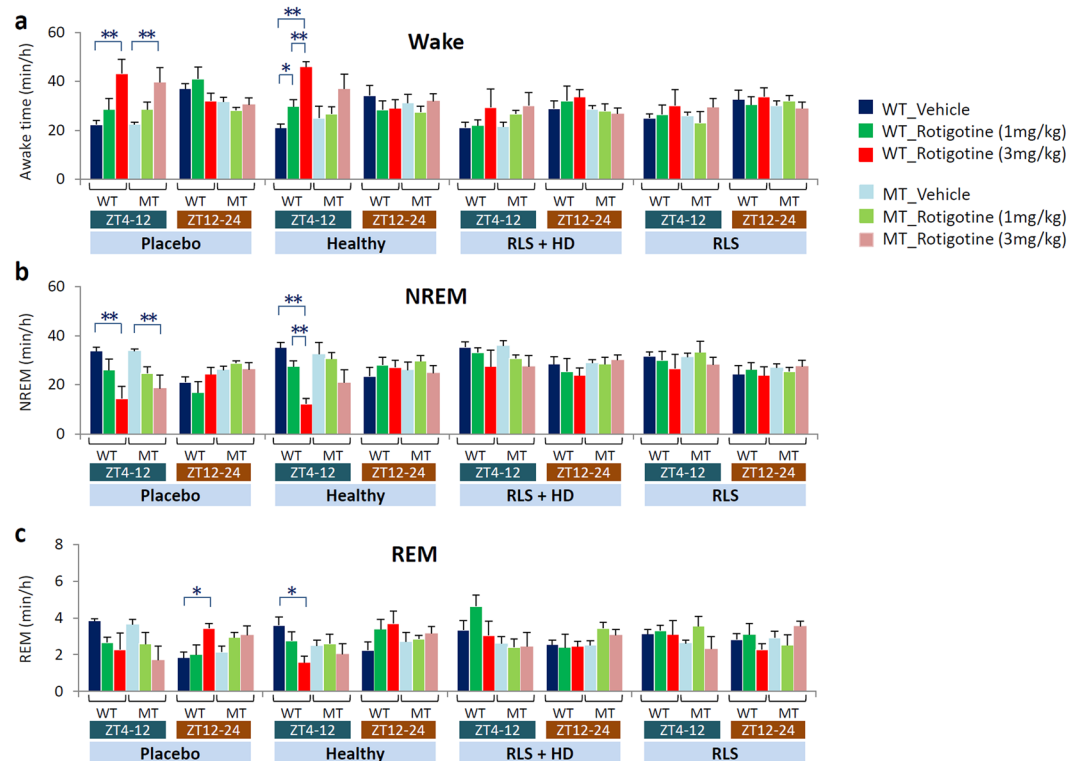 a
Wake
Awake time (min/h)
60
40
20
0
** ** ** ** *
WT MT WT MT WT MT WT MT WT MT WT MT WT MT WT MT
ZT4-12 ZT12-24 ZT4-12 ZT12-24 ZT4-12 ZT12-24 ZT4-12 ZT12-24
Placebo Healthy RLS + HD RLS
WT_Vehicle
WT_Rotigotine (1mg/kg)
WT_Rotigotine (3mg/kg)
MT_Vehicle
MT_Rotigotine (1mg/kg)
MT_Rotigotine (3mg/kg)
b
NREM
NREM (min/h)
60
40
20
0
** ** ** **
WT MT WT MT WT MT WT MT WT MT WT MT WT MT WT MT
ZT4-12 ZT12-24 ZT4-12 ZT12-24 ZT4-12 ZT12-24 ZT4-12 ZT12-24
Placebo Healthy RLS + HD RLS
c
REM
REM (min/h)
8
6
4
2
0
* *
WT MT WT MT WT MT WT MT WT MT WT MT WT MT WT MT
ZT4-12 ZT12-24 ZT4-12 ZT12-24 ZT4-12 ZT12-24 ZT4-12 ZT12-24
Placebo Healthy RLS + HD RLS